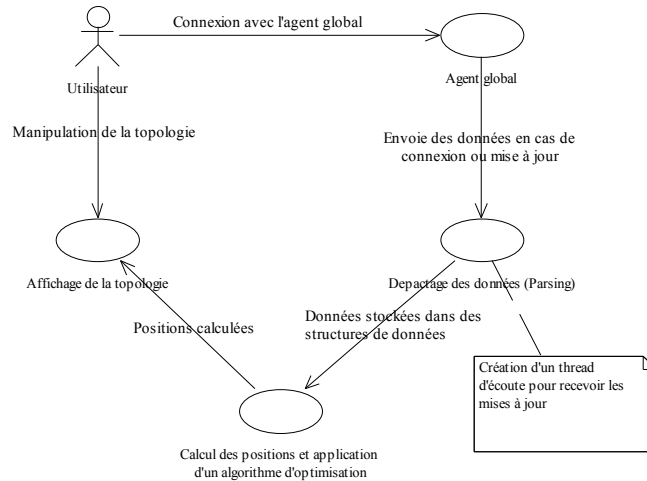 Connexion avec l'agent global
Utilisateur
Agent global
Manipulation de la topologie
Envoie des données en cas de
connexion ou mise à jour
Affichage de la topologie
Depactage des données (Parsing)
Données stockées dans des
structures de données
Positions calculées
Création d'un thread
d'écoute pour recevoir les
mises à jour
Calcul des positions et application
d'un algorithme d'optimisation